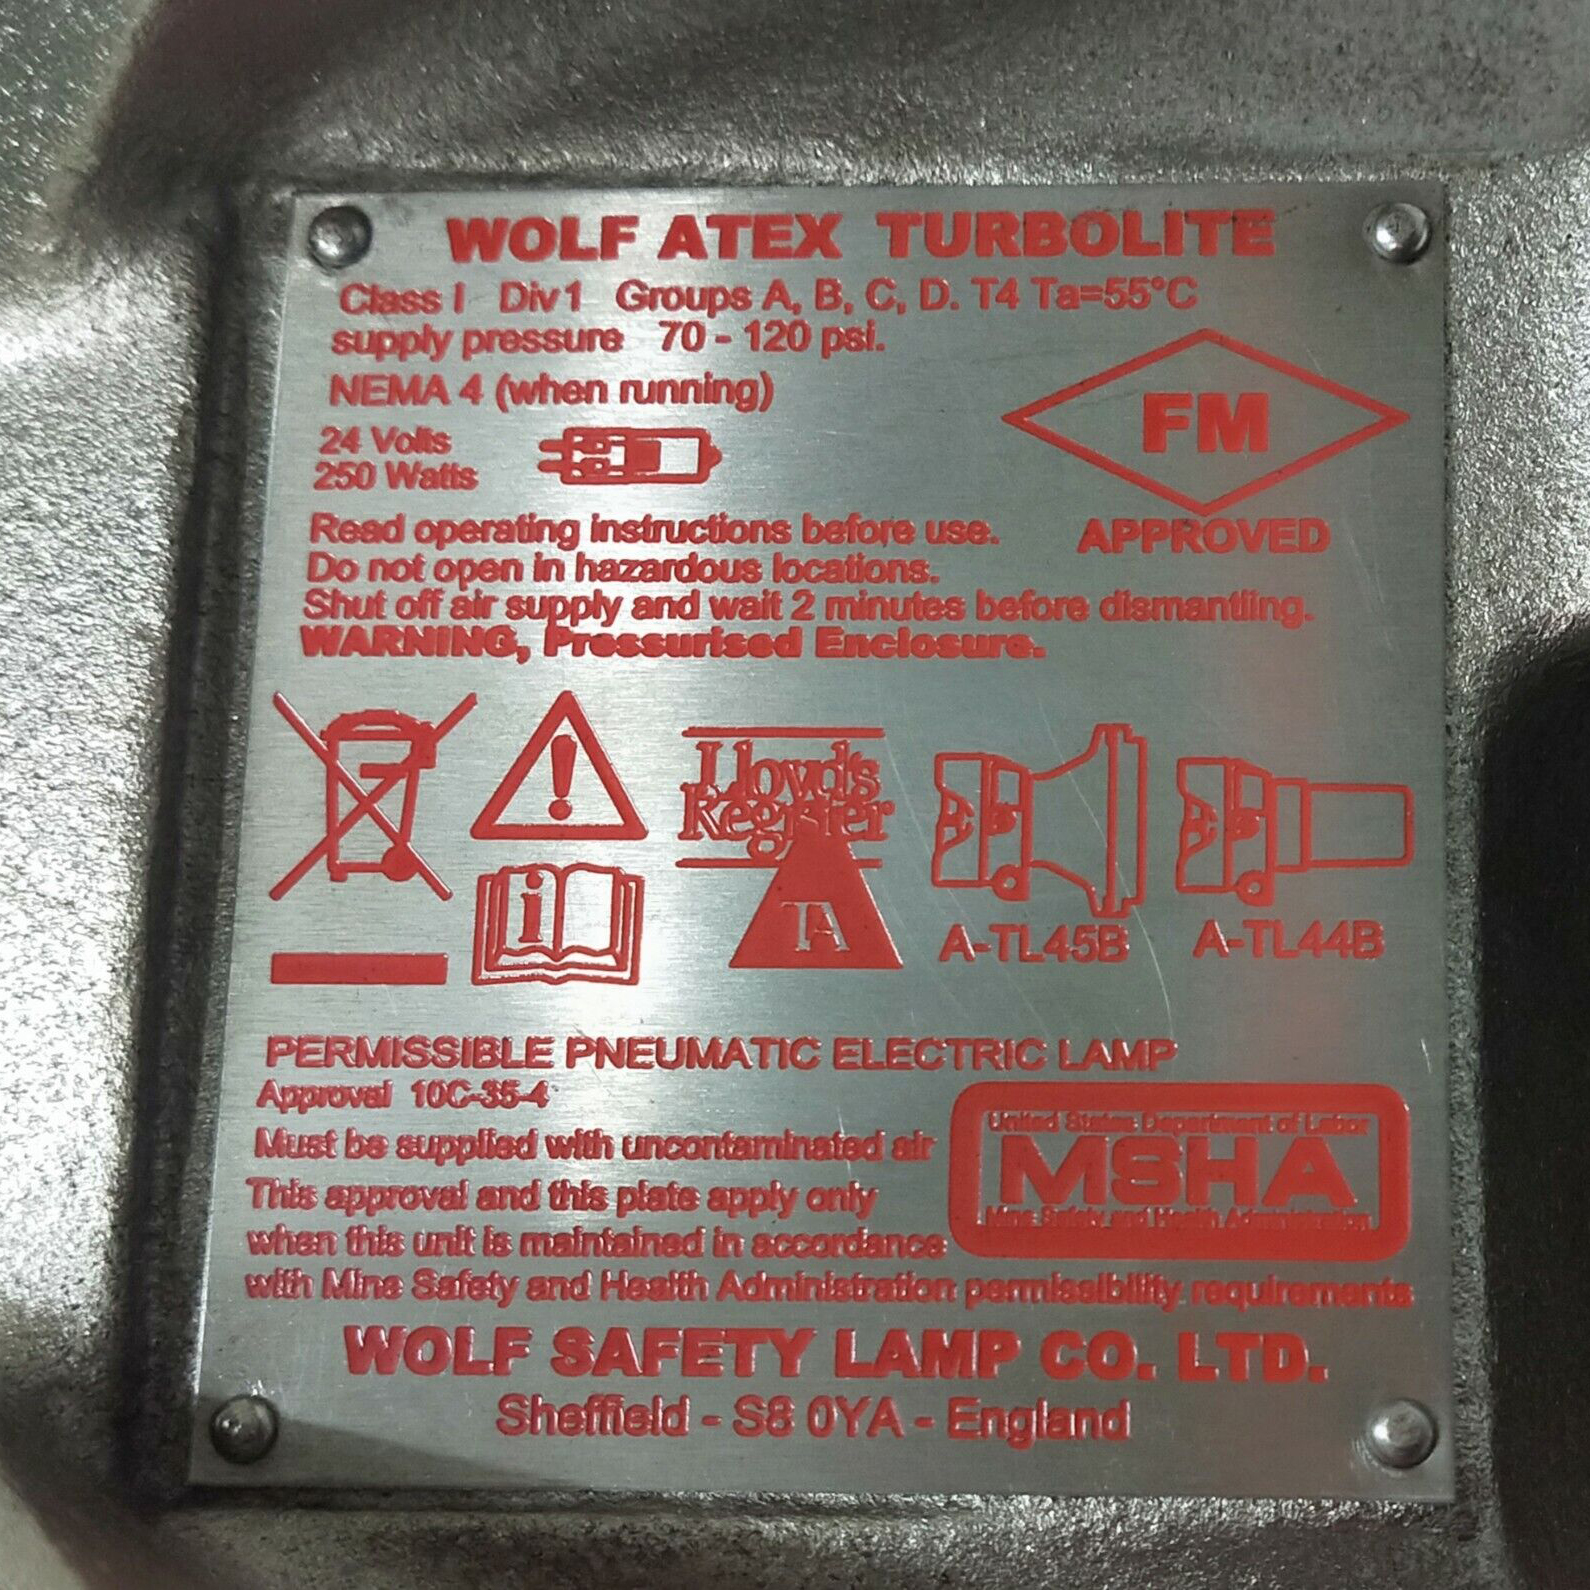 WOLF ATEX TURBOLITE
Class I Div 1 Groups A, B, C, D. T4 Ta=55°C
supply pressure 70 - 120 psi.
NEMA 4 (when running)
24 Volts
250 Watts
FM
APPROVED
Read operating instructions before use.
Do not open in hazardous locations.
Shut off air supply and wait 2 minutes before dismantling.
WARNING, Pressurised Enclosure.
Lloyd's
Register
TA
i
A-TL45B
A-TL44B
PERMISSIBLE PNEUMATIC ELECTRIC LAMP
Approval 10C-35-4
Must be supplied with uncontaminated air
This approval and this plate apply only
when this unit is maintained in accordance
with Mine Safety and Health Administration permissibility requirements
United States Department of Labor
MSHA
Mine Safety and Health Administration
WOLF SAFETY LAMP CO. LTD.
Sheffield - S8 0YA - England